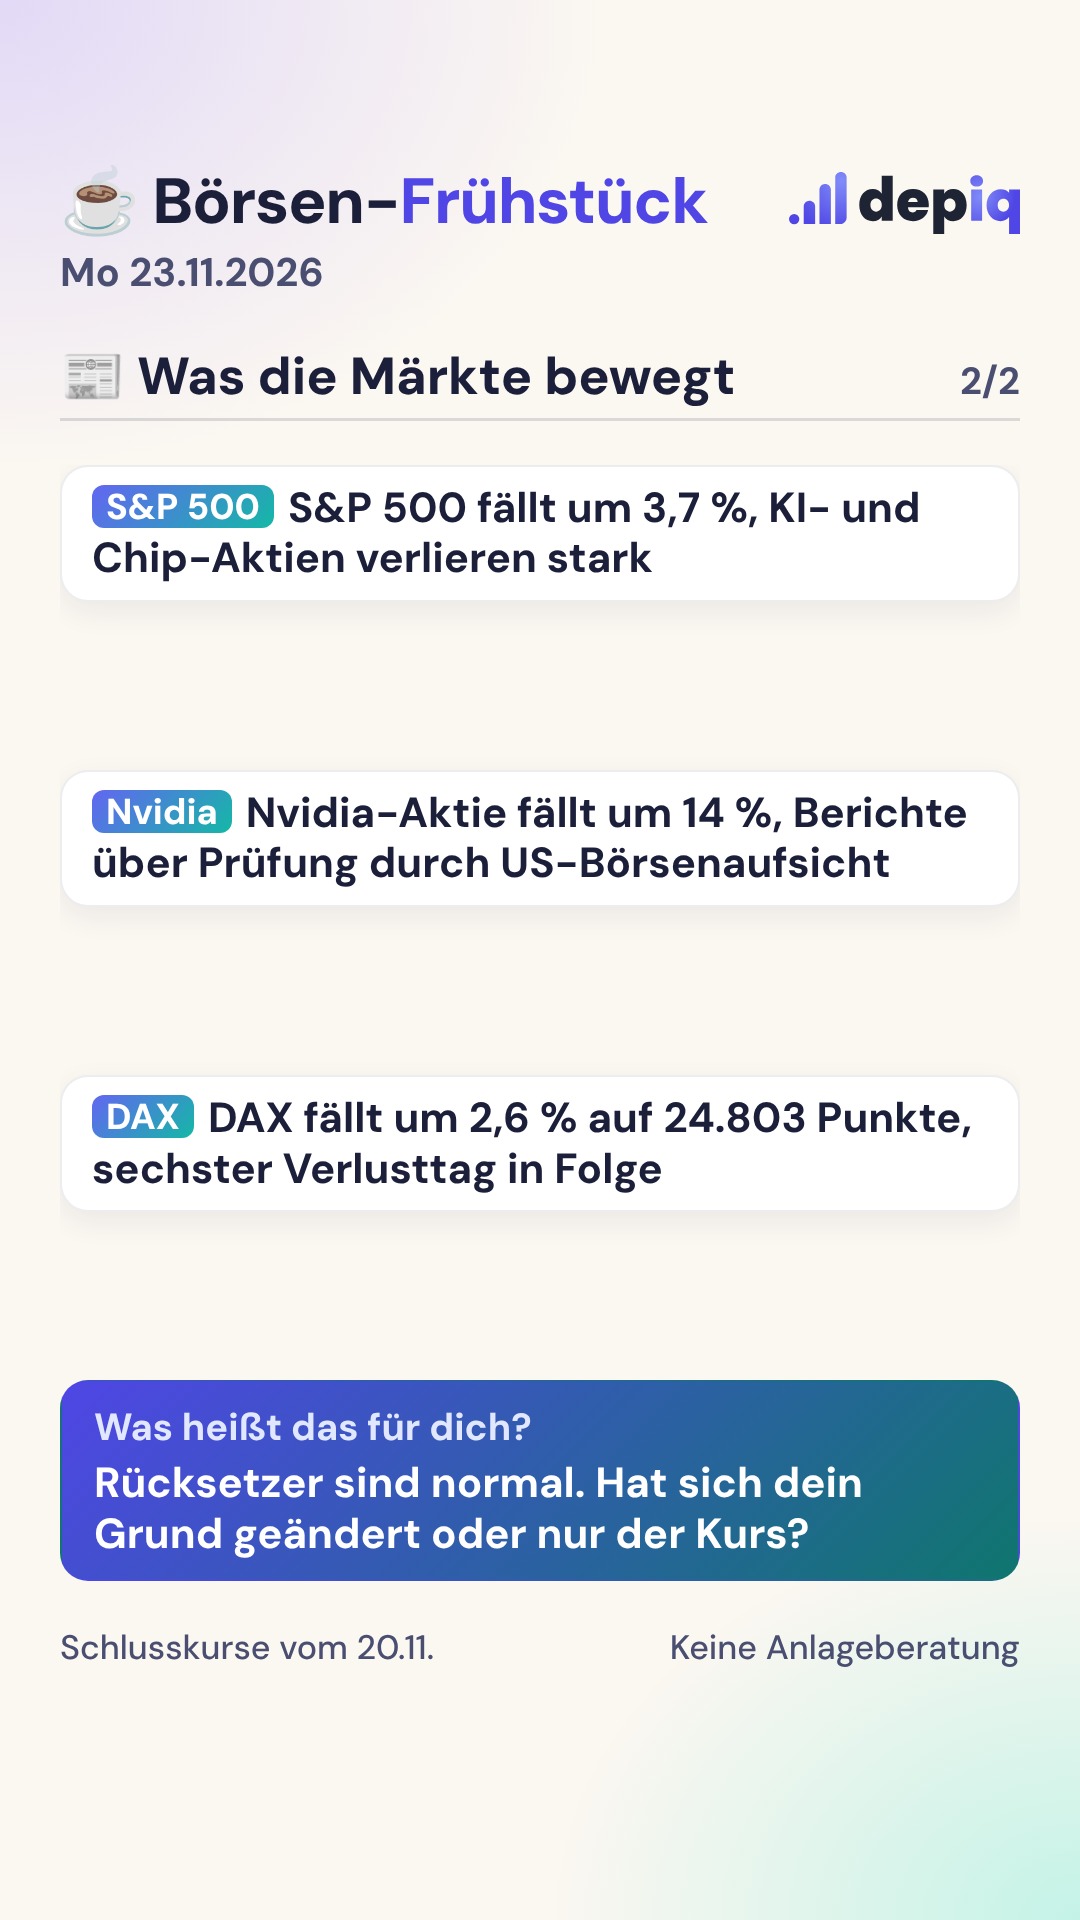 Börsen-Frühstück
depiq
Mo 23.11.2026
Was die Märkte bewegt
2/2
S&P 500 S&P 500 fällt um 3,7 %, KI- und
Chip-Aktien verlieren stark
Nvidia Nvidia-Aktie fällt um 14 %, Berichte
über Prüfung durch US-Börsenaufsicht
DAX DAX fällt um 2,6 % auf 24.803 Punkte,
sechster Verlusttag in Folge
Was heißt das für dich?
Rücksetzer sind normal. Hat sich dein
Grund geändert oder nur der Kurs?
Schlusskurse vom 20.11.
Keine Anlageberatung